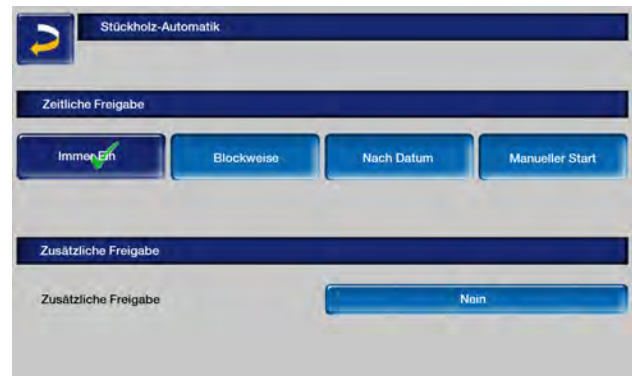 Stückholz-Automatik
Zeitliche Freigabe
Immer Ein
Blockweise
Nach Datum
Manueller Start
Zusätzliche Freigabe
Zusätzliche Freigabe
Nein